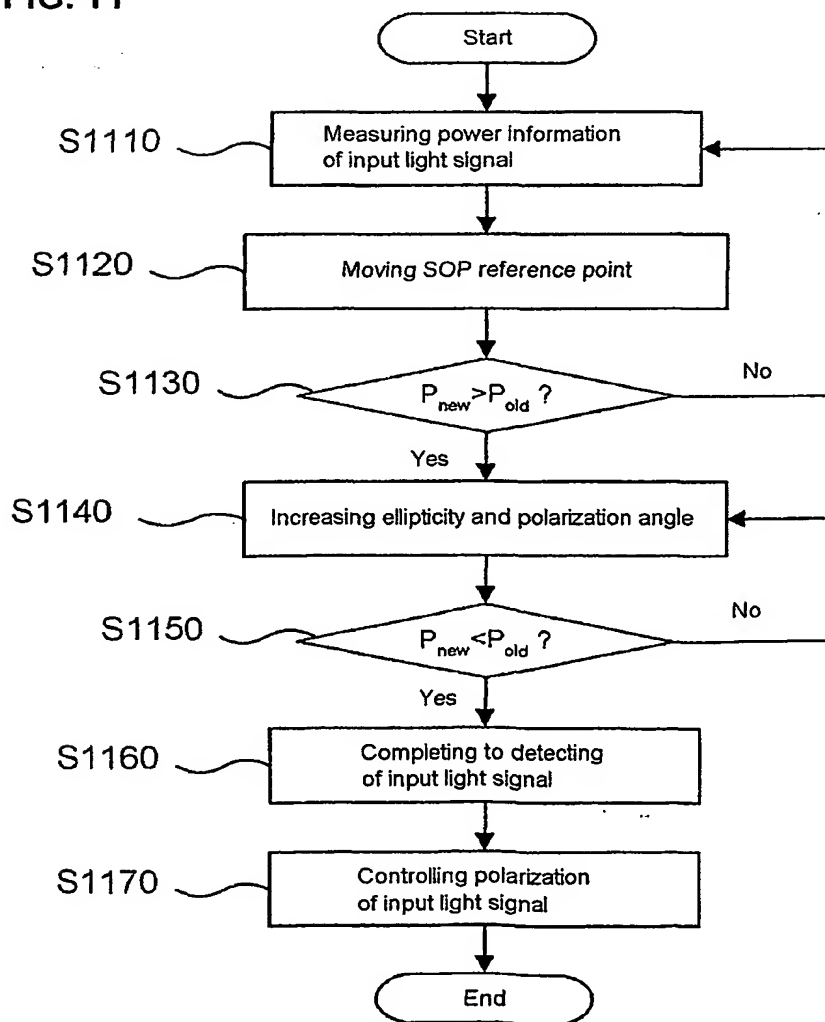 FIG. 11
Start
S1110
Measuring power information
of input light signal
S1120
Moving SOP reference point
S1130
Pnew>Pold ?
No
Yes
S1140
Increasing ellipticity and polarization angle
S1150
Pnew<Pold ?
No
Yes
S1160
Completing to detecting
of input light signal
S1170
Controlling polarization
of input light signal
End